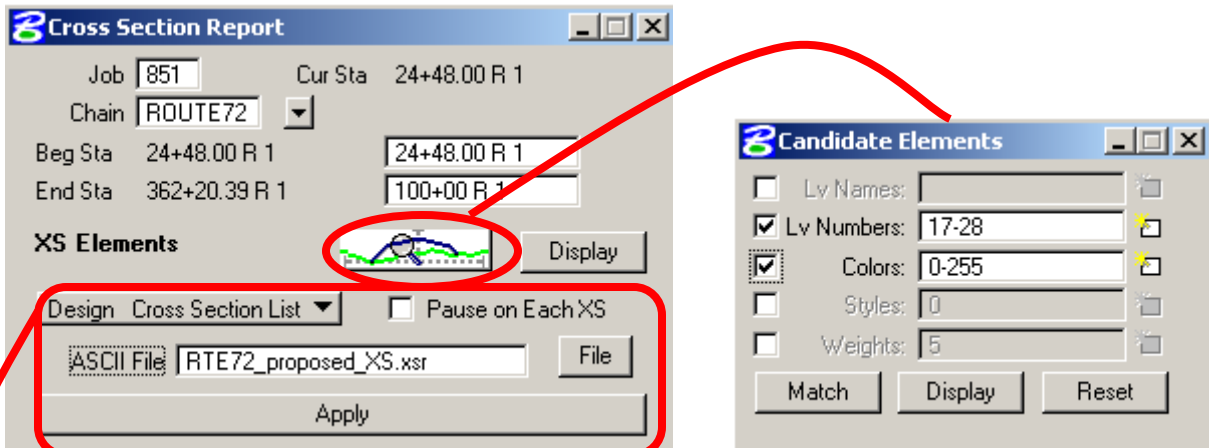 Cross Section Report
Job 851 Cur Sta 24+48.00 R 1
Chain ROUTE72
Beg Sta 24+48.00 R 1 24+48.00 R 1
End Sta 362+20.39 R 1 100+00 R 1
XS Elements Display
Design Cross Section List Pause on Each XS
ASCII File RTE72_proposed_XS.xsr File
Apply
Candidate Elements
Lv Names:
Lv Numbers: 17-28
Colors: 0-255
Styles: 0
Weights: 5
Match Display Reset